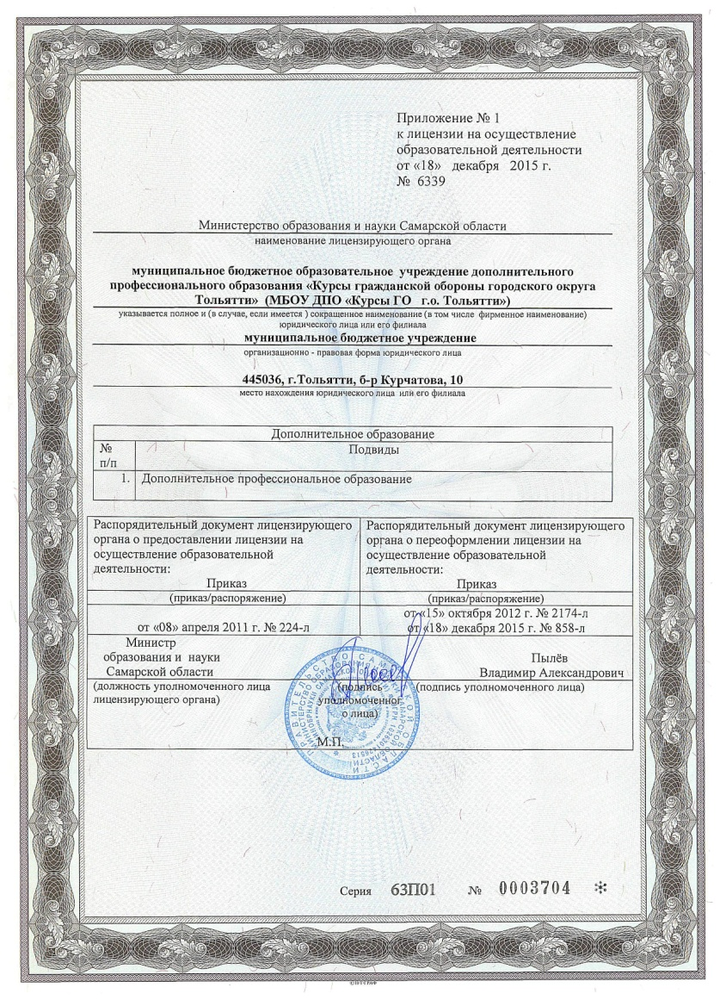 Приложение № 1
к лицензии на осуществление
образовательной деятельности
от «18» декабря 2015 г.
№ 6339
Министерство образования и науки Самарской области
наименование лицензирующего органа
муниципальное бюджетное образовательное учреждение дополнительного
профессионального образования «Курсы гражданской обороны городского округа
Тольятти» (МБОУ ДПО «Курсы ГО г.о. Тольятти»)
указывается полное и (в случае, если имеется ) сокращенное наименование (в том числе фирменное наименование)
юридического лица или его филиала
муниципальное бюджетное учреждение
организационно - правовая форма юридического лица
445036, г.Тольятти, б-р Курчатова, 10
место нахождения юридического лица или его филиала
Дополнительное образование
№ п/п
Подвиды
1. Дополнительное профессиональное образование
Распорядительный документ лицензирующего
органа о предоставлении лицензии на
осуществление образовательной
деятельности:
Приказ
(приказ/распоряжение)
от «08» апреля 2011 г. № 224-л
Распорядительный документ лицензирующего
органа о переоформлении лицензии на
осуществление образовательной
деятельности:
Приказ
(приказ/распоряжение)
от «15» октября 2012 г. № 2174-л
от «18» декабря 2015 г. № 858-л
Министр
образования и науки
Самарской области
Пылёв
Владимир Александрович
(должность уполномоченного лица
лицензирующего органа)
(подпись
уполномоченног
о лица)
(подпись уполномоченного лица)
М.П.
Серия 63П01 № 0003704